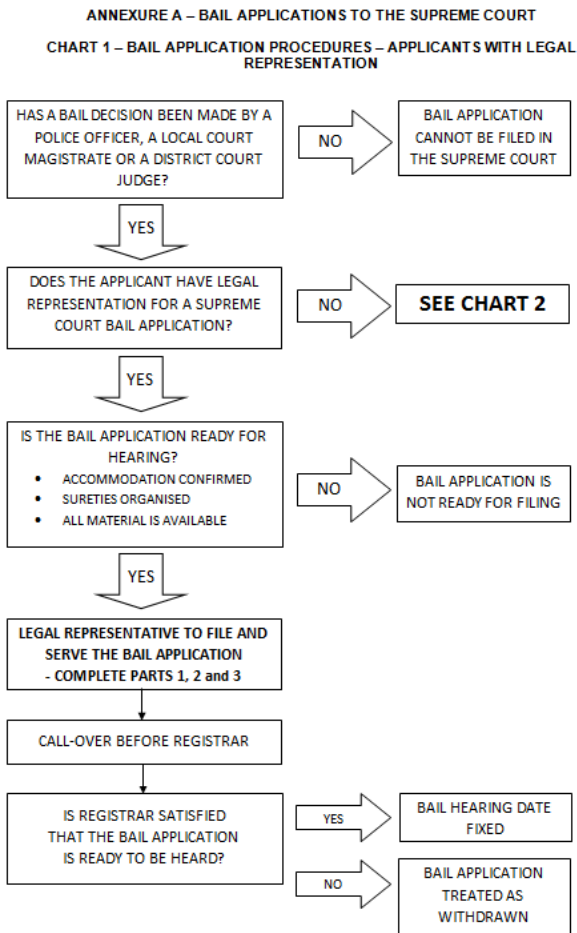 ANNEXURE A – BAIL APPLICATIONS TO THE SUPREME COURT
CHART 1 – BAIL APPLICATION PROCEDURES – APPLICANTS WITH LEGAL
REPRESENTATION
HAS A BAIL DECISION BEEN MADE BY A
POLICE OFFICER, A LOCAL COURT
MAGISTRATE OR A DISTRICT COURT
JUDGE?
NO
BAIL APPLICATION
CANNOT BE FILED IN
THE SUPREME COURT
YES
DOES THE APPLICANT HAVE LEGAL
REPRESENTATION FOR A SUPREME
COURT BAIL APPLICATION?
NO
SEE CHART 2
YES
IS THE BAIL APPLICATION READY FOR
HEARING?
• ACCOMMODATION CONFIRMED
• SURETIES ORGANISED
• ALL MATERIAL IS AVAILABLE
NO
BAIL APPLICATION IS
NOT READY FOR FILING
YES
LEGAL REPRESENTATIVE TO FILE AND
SERVE THE BAIL APPLICATION
- COMPLETE PARTS 1, 2 and 3
CALL-OVER BEFORE REGISTRAR
IS REGISTRAR SATISFIED
THAT THE BAIL APPLICATION
IS READY TO BE HEARD?
YES
BAIL HEARING DATE
FIXED
NO
BAIL APPLICATION
TREATED AS
WITHDRAWN